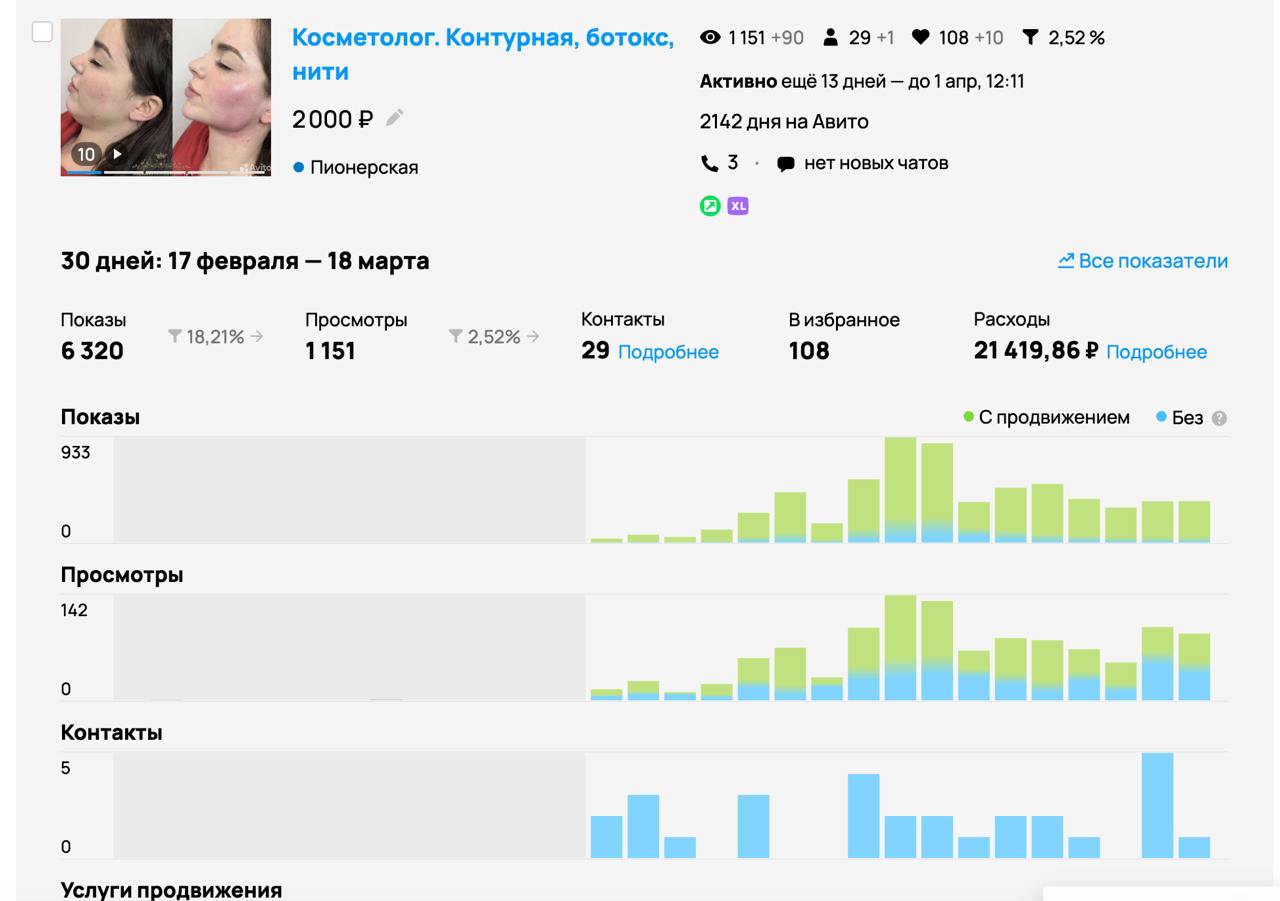 Косметолог. Контурная, ботокс,
нити
2 000 ₽
Пионерская
10
Avito
1 151 +90 29 +1 108 +10 2,52 %
Активно ещё 13 дней — до 1 апр, 12:11
2142 дня на Авито
3 · нет новых чатов
XL
30 дней: 17 февраля — 18 марта
Все показатели
Показы 18,21% → Просмотры 2,52% → Контакты В избранное Расходы
6 320 1 151 29 Подробнее 108 21 419,86 ₽ Подробнее
Показы С продвижением Без ?
933
0
Просмотры
142
0
Контакты
5
0
Услуги продвижения